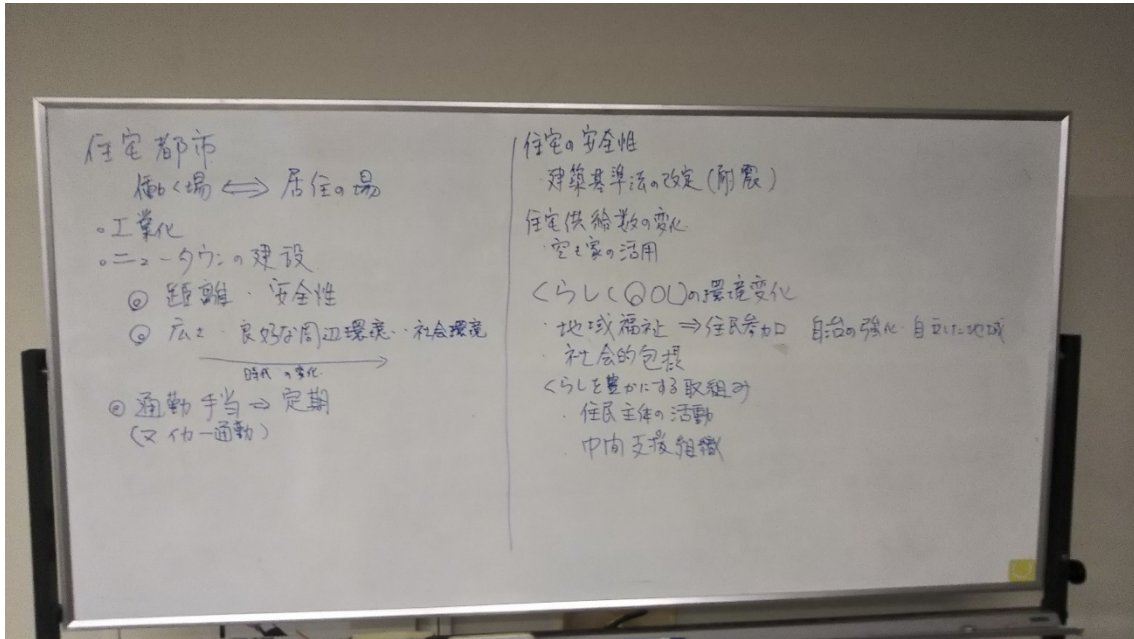 住宅都市
働く場 ⇔ 居住の場
。工業化
。ニュータウンの建設
◎ 距離・安全性
◎ 広さ・良好な周辺環境・社会環境
時代の変化
◎ 通勤手当 ⇒ 定期
(マイカー通勤)
住宅の安全性
・建築基準法の改定(耐震)
住宅供給数の変化
・空き家の活用
くらし(QOL)の環境変化
・地域福祉 ⇒ 住民参加 自治の強化・自立した地域
・社会的包摂
くらしを豊かにする取組み
・住民主体の活動
・中間支援組織